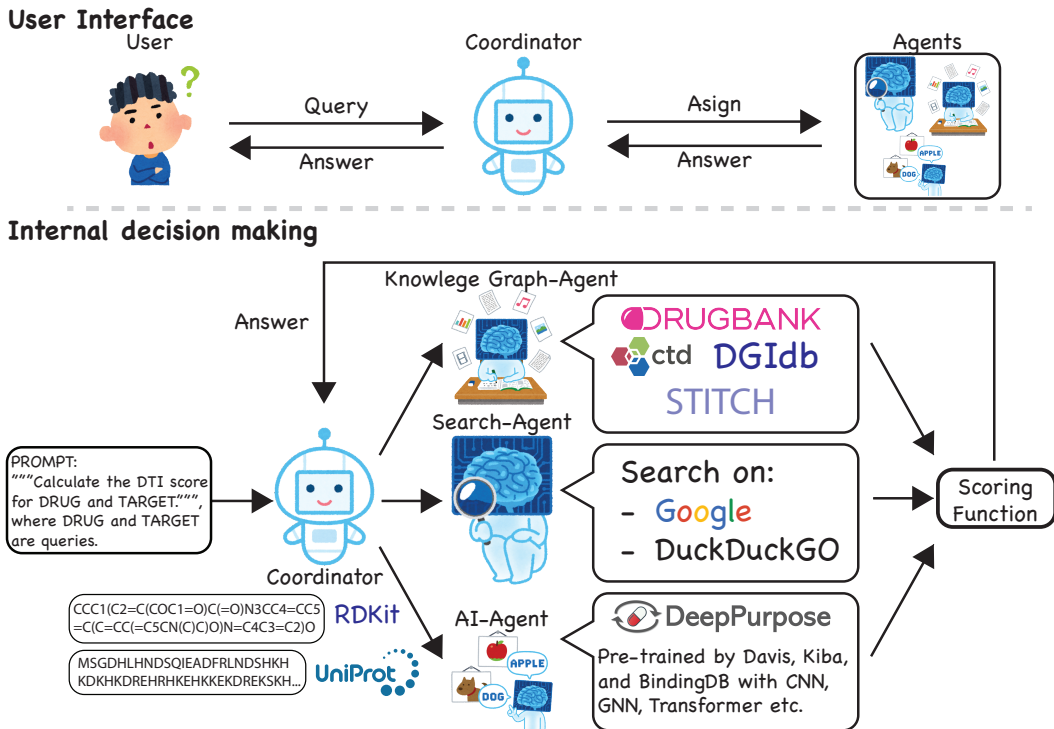 User Interface
User
Coordinator
Agents
?
Query
Answer
Asign
Answer
APPLE
DOG
Internal decision making
Answer
Knowlege Graph-Agent
DRUGBANK
ctd
DGIdb
STITCH
Search-Agent
Search on:
- Google
- DuckDuckGO
Scoring
Function
PROMPT:
"""Calculate the DTI score
for DRUG and TARGET.""",
where DRUG and TARGET
are queries.
Coordinator
CCC1(C2=C(COC1=O)C(=O)N3CC4=CC5
=C(C=CC(=C5CN(C)C)O)N=C4C3=C2)O
RDKit
MSGDHLHNDSQIEADFRLNDSHKH
KDKHKDREHRHKEHKKEKDREKSKH...
UniProt
AI-Agent
APPLE
DOG
DeepPurpose
Pre-trained by Davis, Kiba,
and BindingDB with CNN,
GNN, Transformer etc.